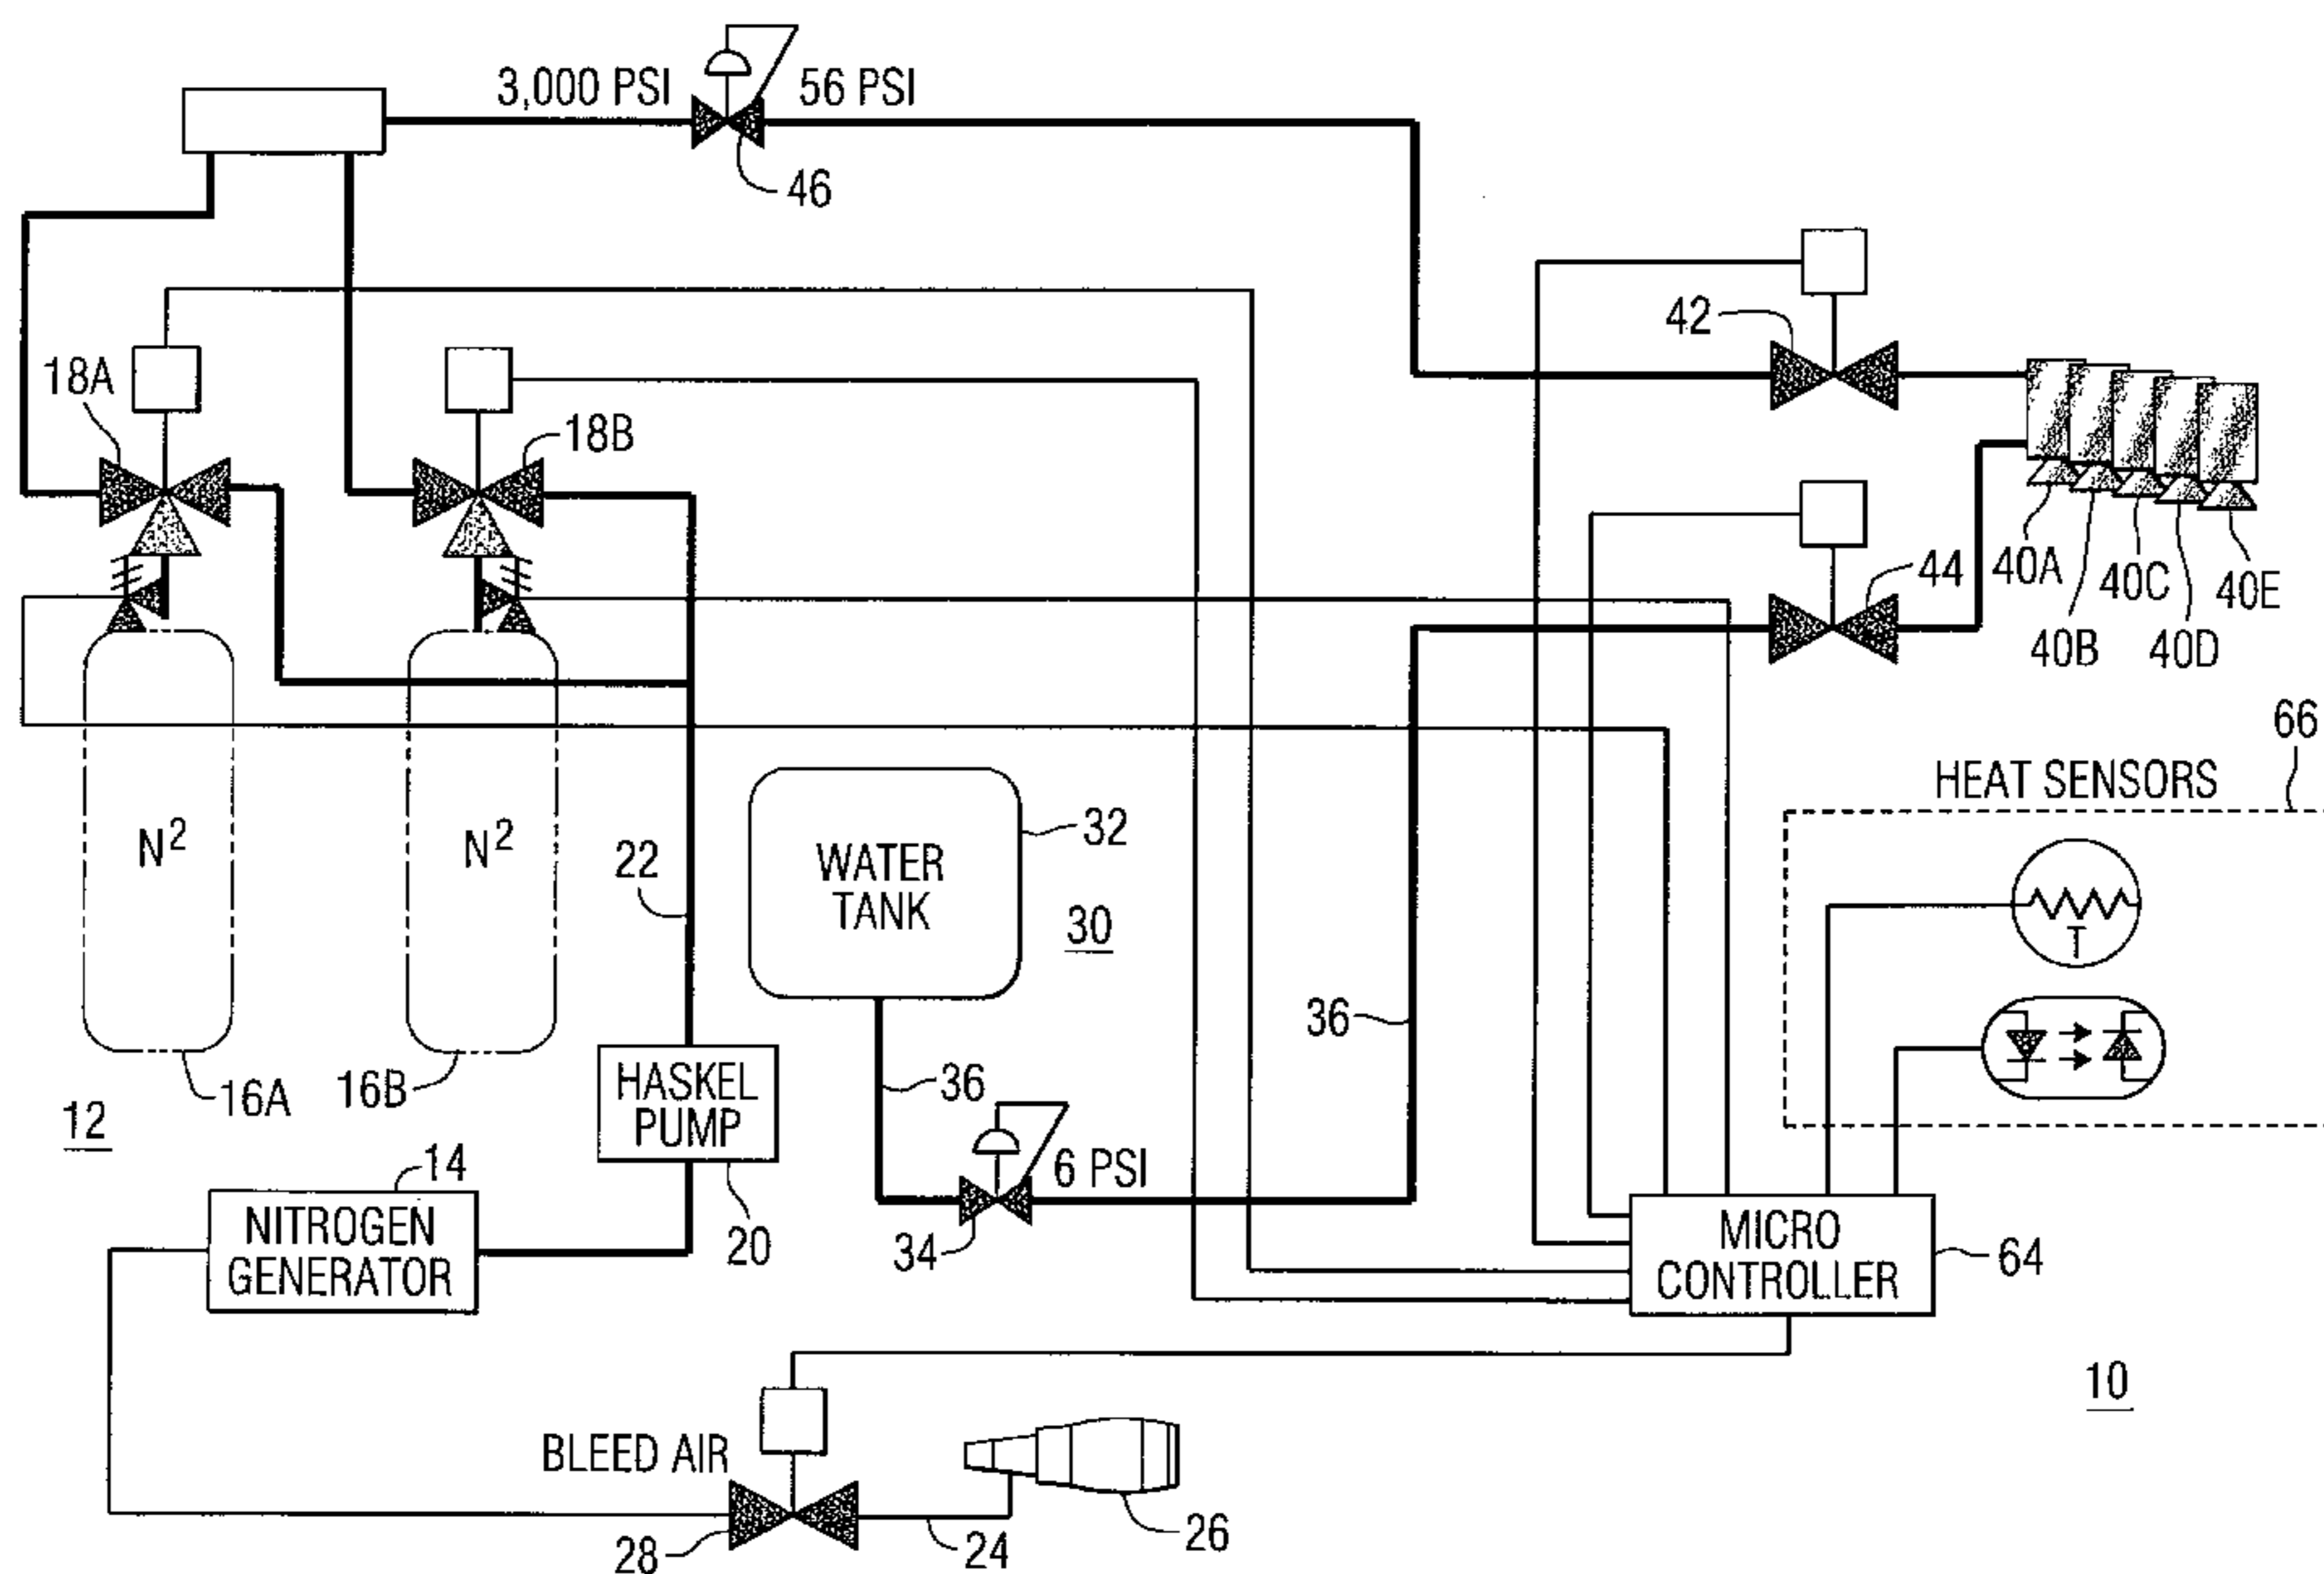 3,000 PSI
56 PSI
46
42
18A
18B
44
40A
40C
40E
40B
40D
66
HEAT SENSORS
N²
N²
22
WATER
TANK
32
30
T
36
36
16A
16B
12
HASKEL
PUMP
6 PSI
14
NITROGEN
GENERATOR
20
34
MICRO
CONTROLLER
64
10
BLEED AIR
28
24
26